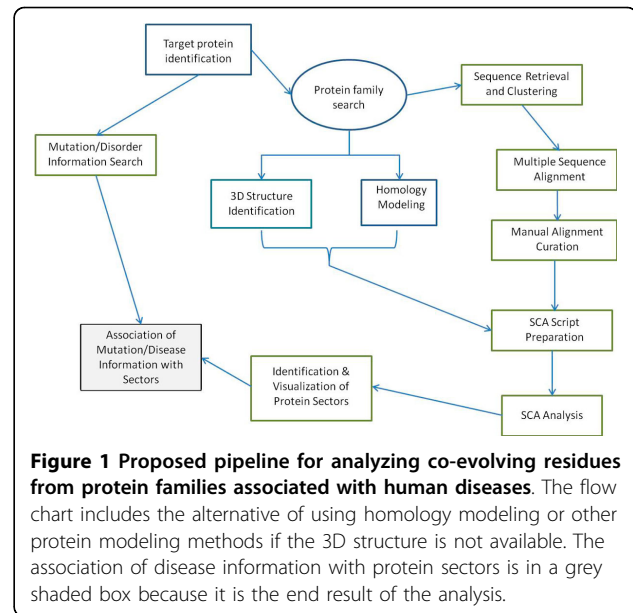 Target protein
identification
Protein family
search
Sequence Retrieval
and Clustering
Mutation/Disorder
Information Search
Multiple Sequence
Alignment
3D Structure
Identification
Homology
Modeling
Manual Alignment
Curation
SCA Script
Preparation
Association of
Mutation/Disease
Information with
Sectors
Identification &
Visualization of
Protein Sectors
SCA Analysis
Figure 1 Proposed pipeline for analyzing co-evolving residues
from protein families associated with human diseases. The flow
chart includes the alternative of using homology modeling or other
protein modeling methods if the 3D structure is not available. The
association of disease information with protein sectors is in a grey
shaded box because it is the end result of the analysis.